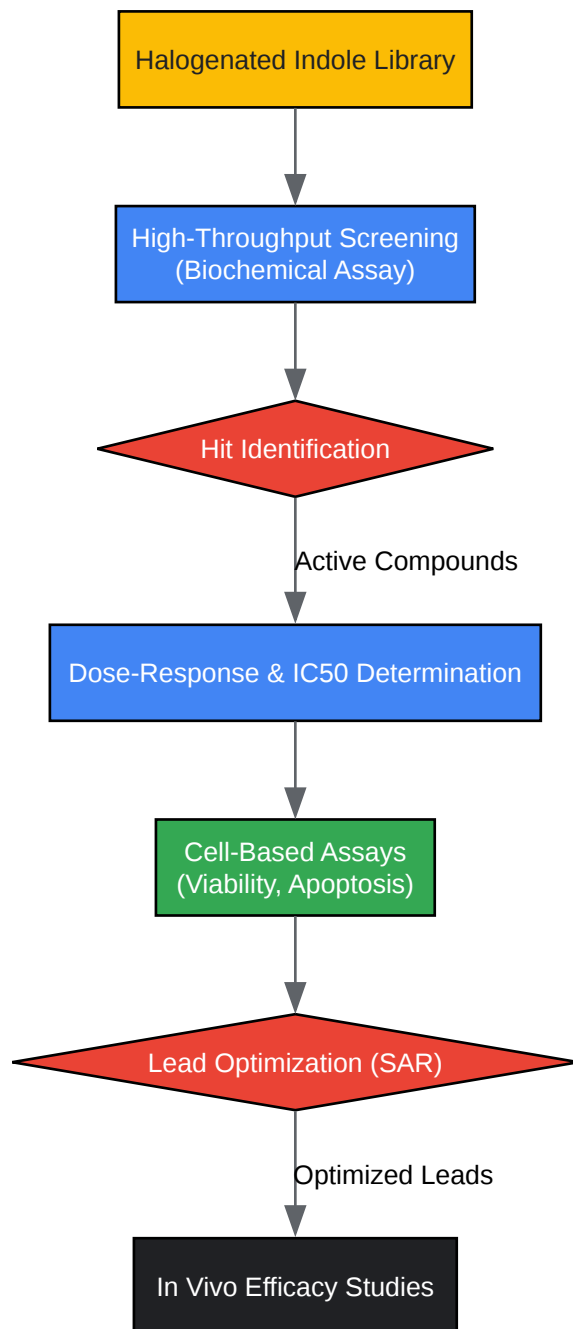 Halogenated Indole Library
High-Throughput Screening
(Biochemical Assay)
Hit Identification
Active Compounds
Dose-Response & IC50 Determination
Cell-Based Assays
(Viability, Apoptosis)
Lead Optimization (SAR)
Optimized Leads
In Vivo Efficacy Studies